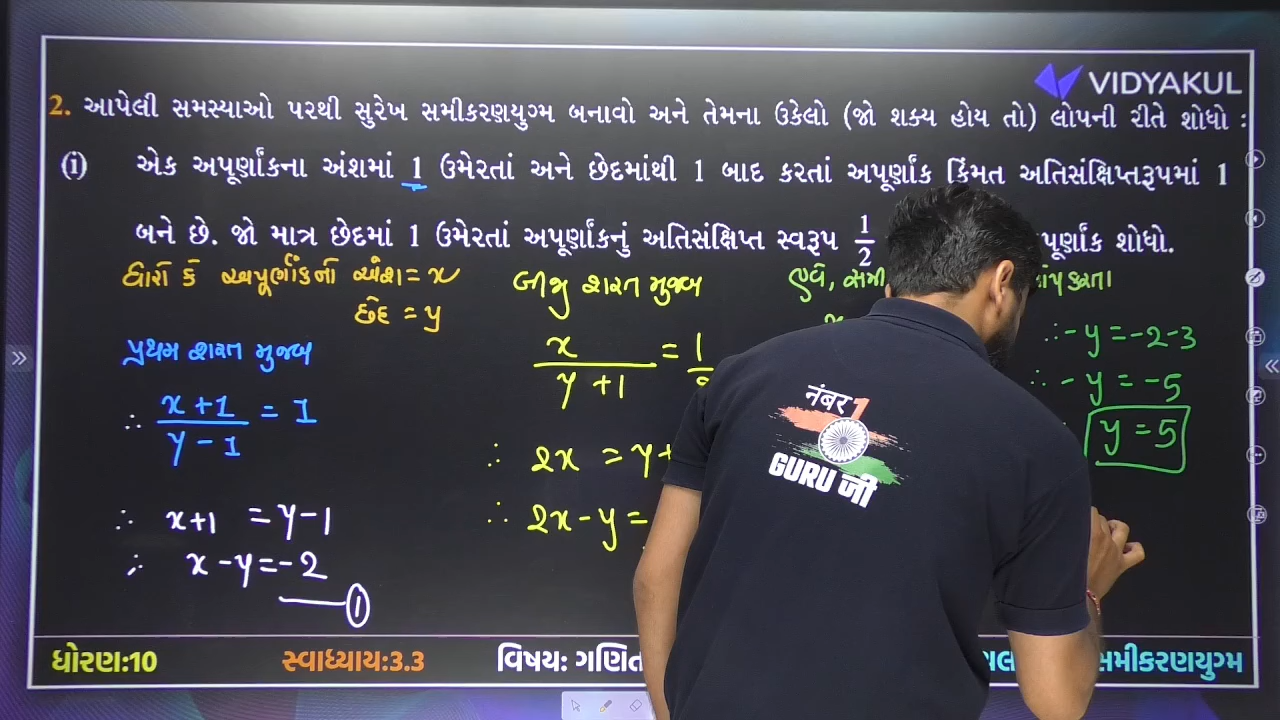 VIDYAKUL
2. આપેલી સમસ્યાઓ પરથી સુરેખ સમીકરણયુગ્મ બનાવો અને તેમના ઉકેલો (જો શક્ય હોય તો) લોપની રીતે શોધો :
(i) એક અપૂર્ણાંકના અંશમાં 1 ઉમેરતાં અને છેદમાંથી 1 બાદ કરતાં અપૂર્ણાંક કિંમત અતિસંક્ષિપ્તરૂપમાં 1
બને છે. જો માત્ર છેદમાં 1 ઉમેરતાં અપૂર્ણાંકનું અતિસંક્ષિપ્ત સ્વરૂપ 1/2 શોધો.
ધારો કે અપૂર્ણાંકનો અંશ = x
છેદ = y
પ્રથમ શરત મુજબ
∴ x+1 / y-1 = 1
∴ x+1 = y-1
∴ x-y=-2
1
બીજી શરત મુજબ
x / y+1 = 1
∴ 2x = y+
∴ 2x-y=
હવે,
∴ -y=-2-3
∴ -y=-5
y=5
नंबर 1
GURU जी
ધોરણ:10 સ્વાધ્યાય:3.3 વિષય: ગણિત સમીકરણયુગ્મ